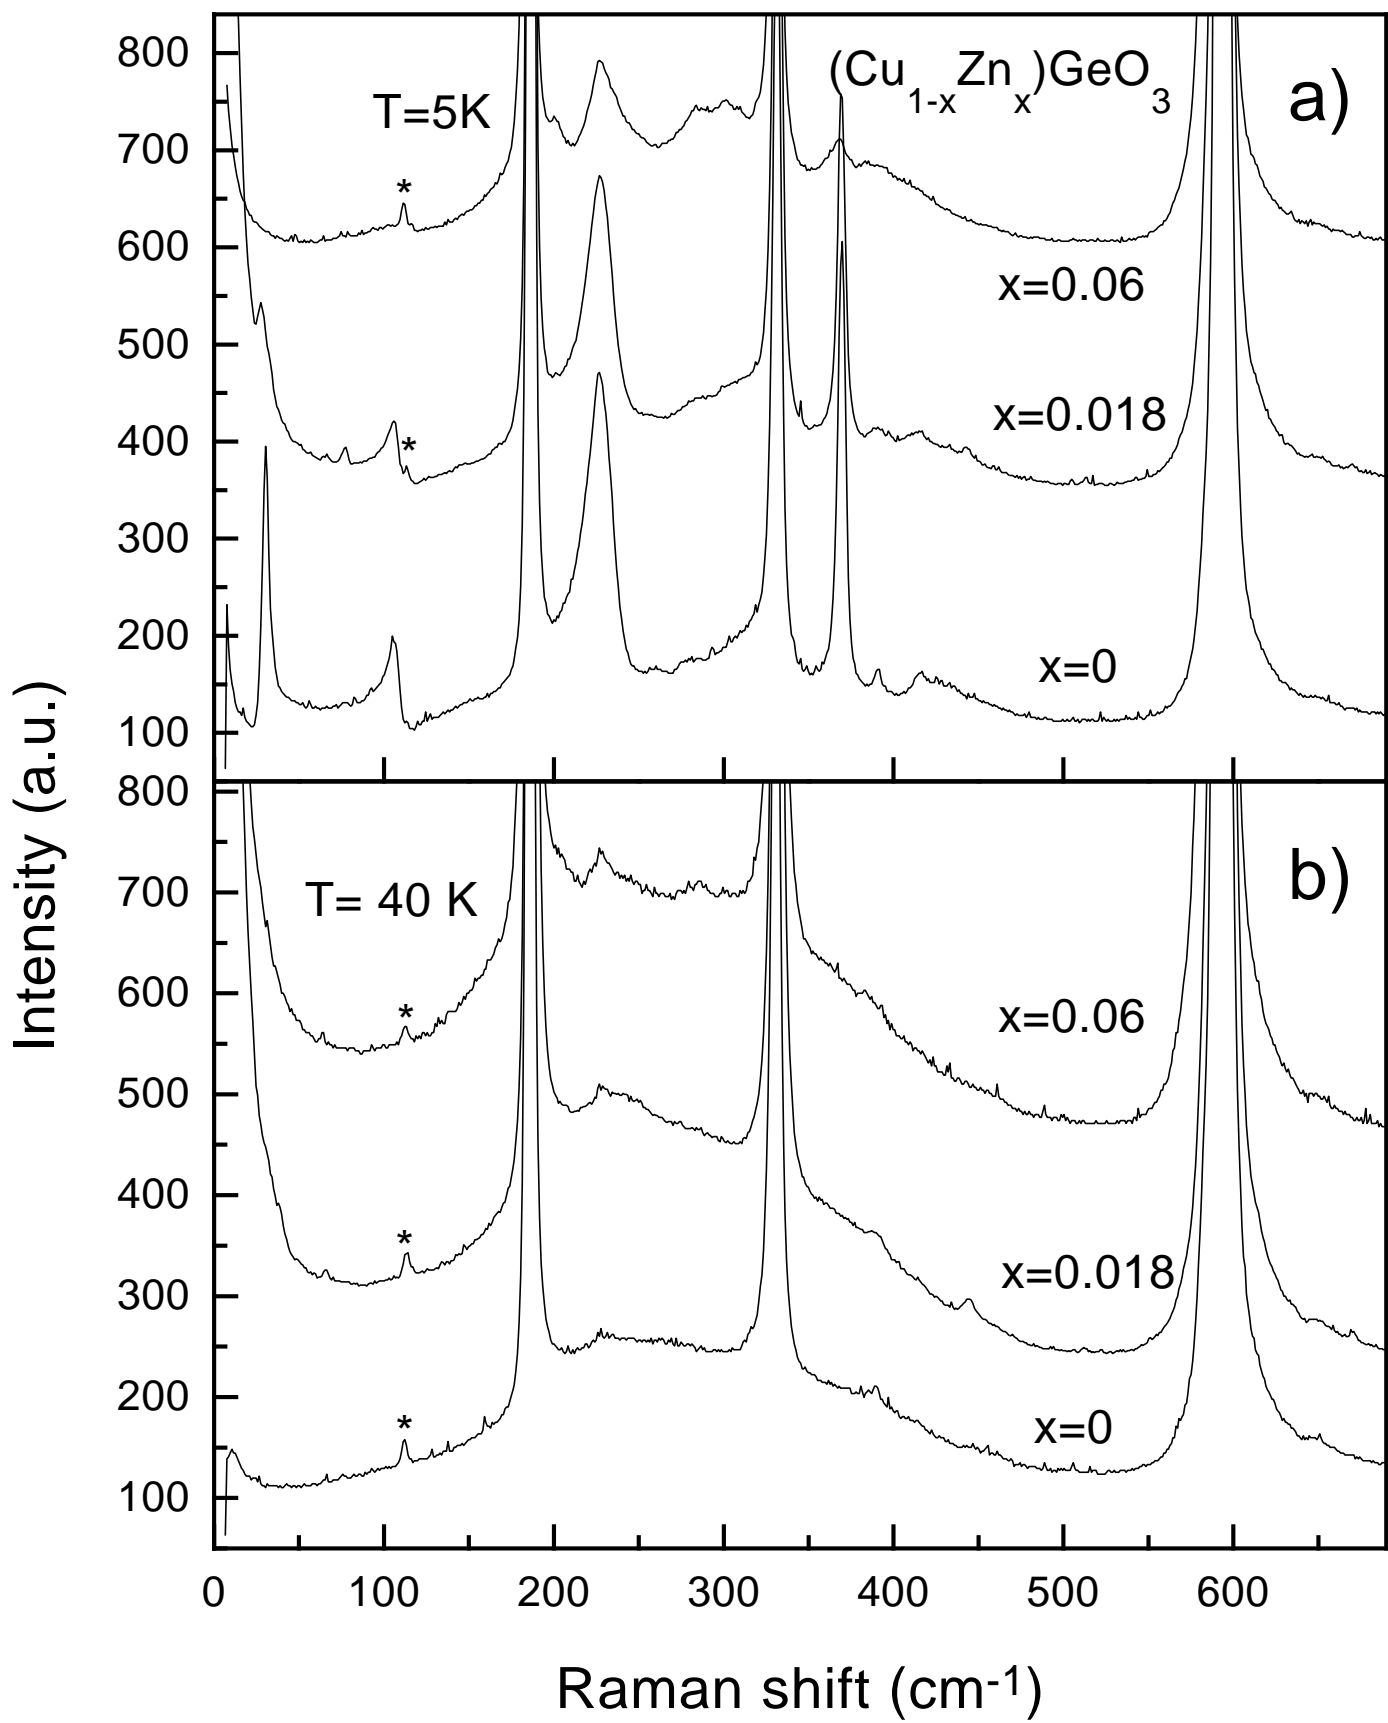 800
(Cu1-xZnx)GeO3
a)
T=5K
700
*
600
x=0.06
500
x=0.018
400
*
300
200
x=0
100
Intensity (a.u.)
800
b)
700
T= 40 K
600
*
x=0.06
500
400
*
x=0.018
300
200
*
x=0
100
0 100 200 300 400 500 600
Raman shift (cm-1)